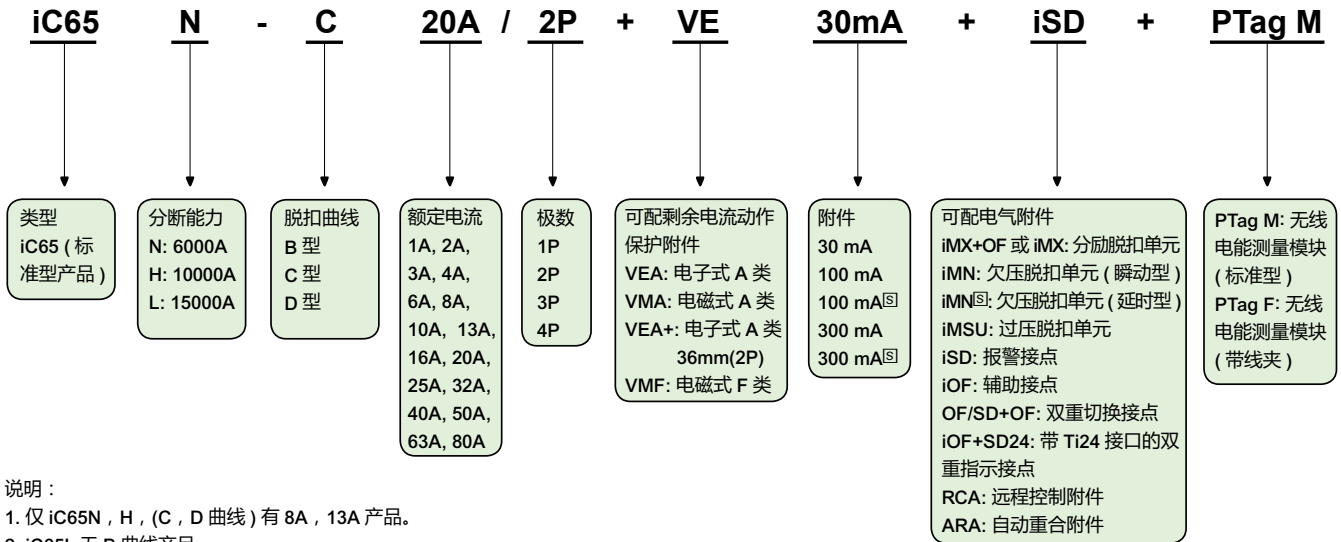 iC65 N - C 20A / 2P + VE 30mA + iSD + PTag M
类型
iC65 ( 标
准型产品 )
分断能力
N: 6000A
H: 10000A
L: 15000A
脱扣曲线
B 型
C 型
D 型
额定电流
1A, 2A,
3A, 4A,
6A, 8A,
10A, 13A,
16A, 20A,
25A, 32A,
40A, 50A,
63A, 80A
极数
1P
2P
3P
4P
可配剩余电流动作
保护附件
VEA: 电子式 A 类
VMA: 电磁式 A 类
VEA+: 电子式 A 类
36mm(2P)
VMF: 电磁式 F 类
附件
30 mA
100 mA
100 mA🅂
300 mA
300 mA🅂
可配电气附件
iMX+OF 或 iMX: 分励脱扣单元
iMN: 欠压脱扣单元 ( 瞬动型 )
iMN🅂: 欠压脱扣单元 ( 延时型 )
iMSU: 过压脱扣单元
iSD: 报警接点
iOF: 辅助接点
OF/SD+OF: 双重切换接点
iOF+SD24: 带 Ti24 接口的双
重指示接点
RCA: 远程控制附件
ARA: 自动重合附件
PTag M: 无线
电能测量模块
( 标准型 )
PTag F: 无线
电能测量模块
( 带线夹 )
说明：
1. 仅 iC65N，H，(C，D 曲线 ) 有 8A，13A 产品。